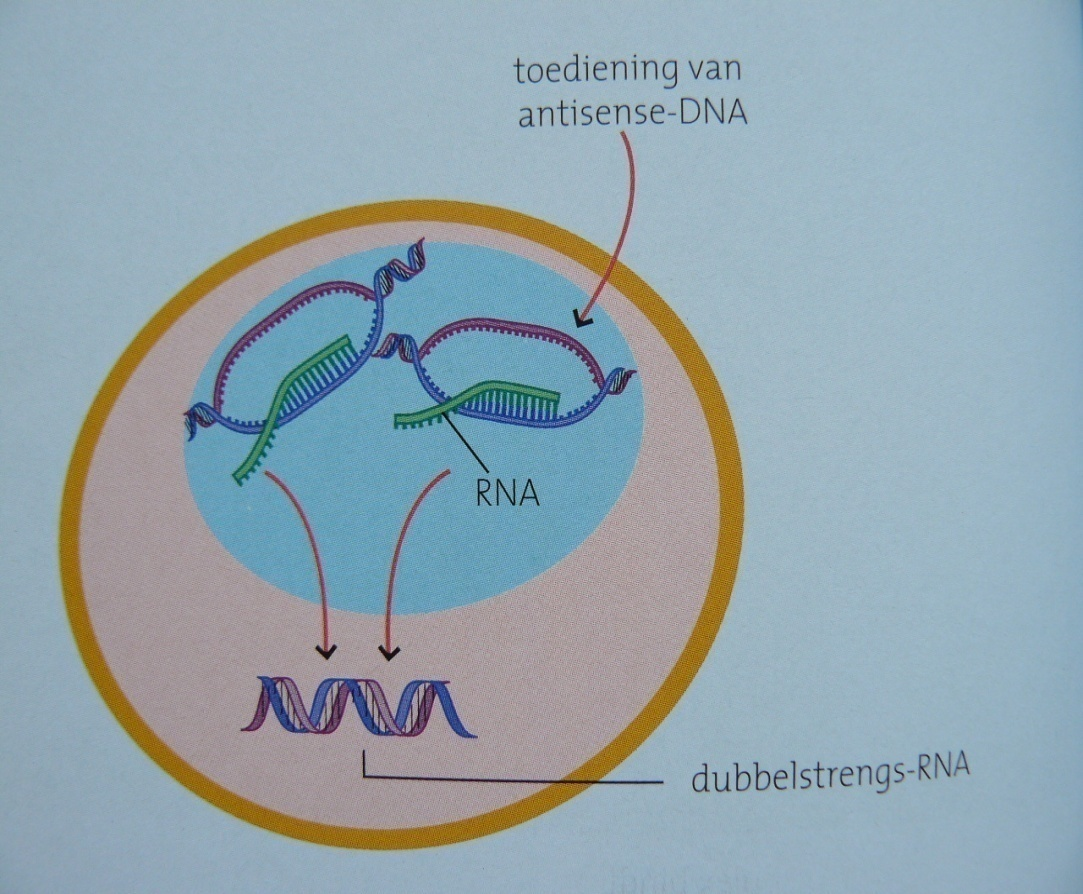 toediening van
antisense-DNA
RNA
dubbelstrengs-RNA